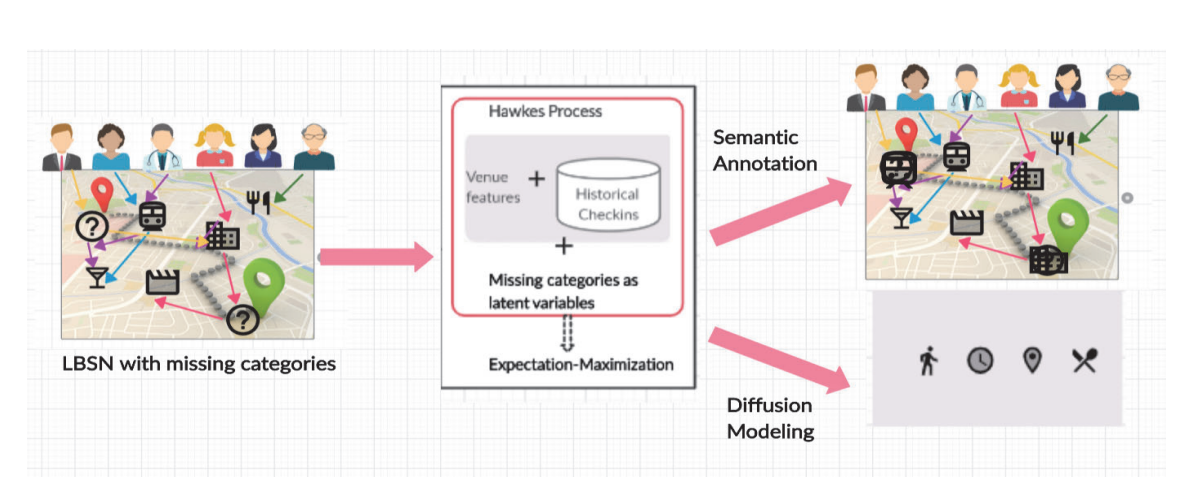 LBSN with missing categories
Hawkes Process
Venue
features
+
Historical
Checkins
+
Missing categories as
latent variables
Expectation-Maximization
Semantic
Annotation
Diffusion
Modeling
?
?